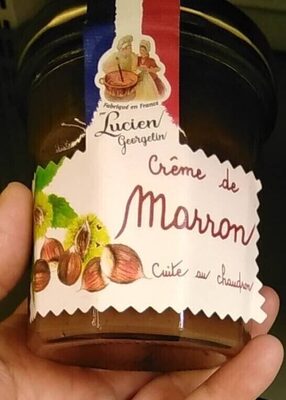 Fabriqué en France
Lucien
Georgelin
Crème de
Marron
Cuite au chaudron